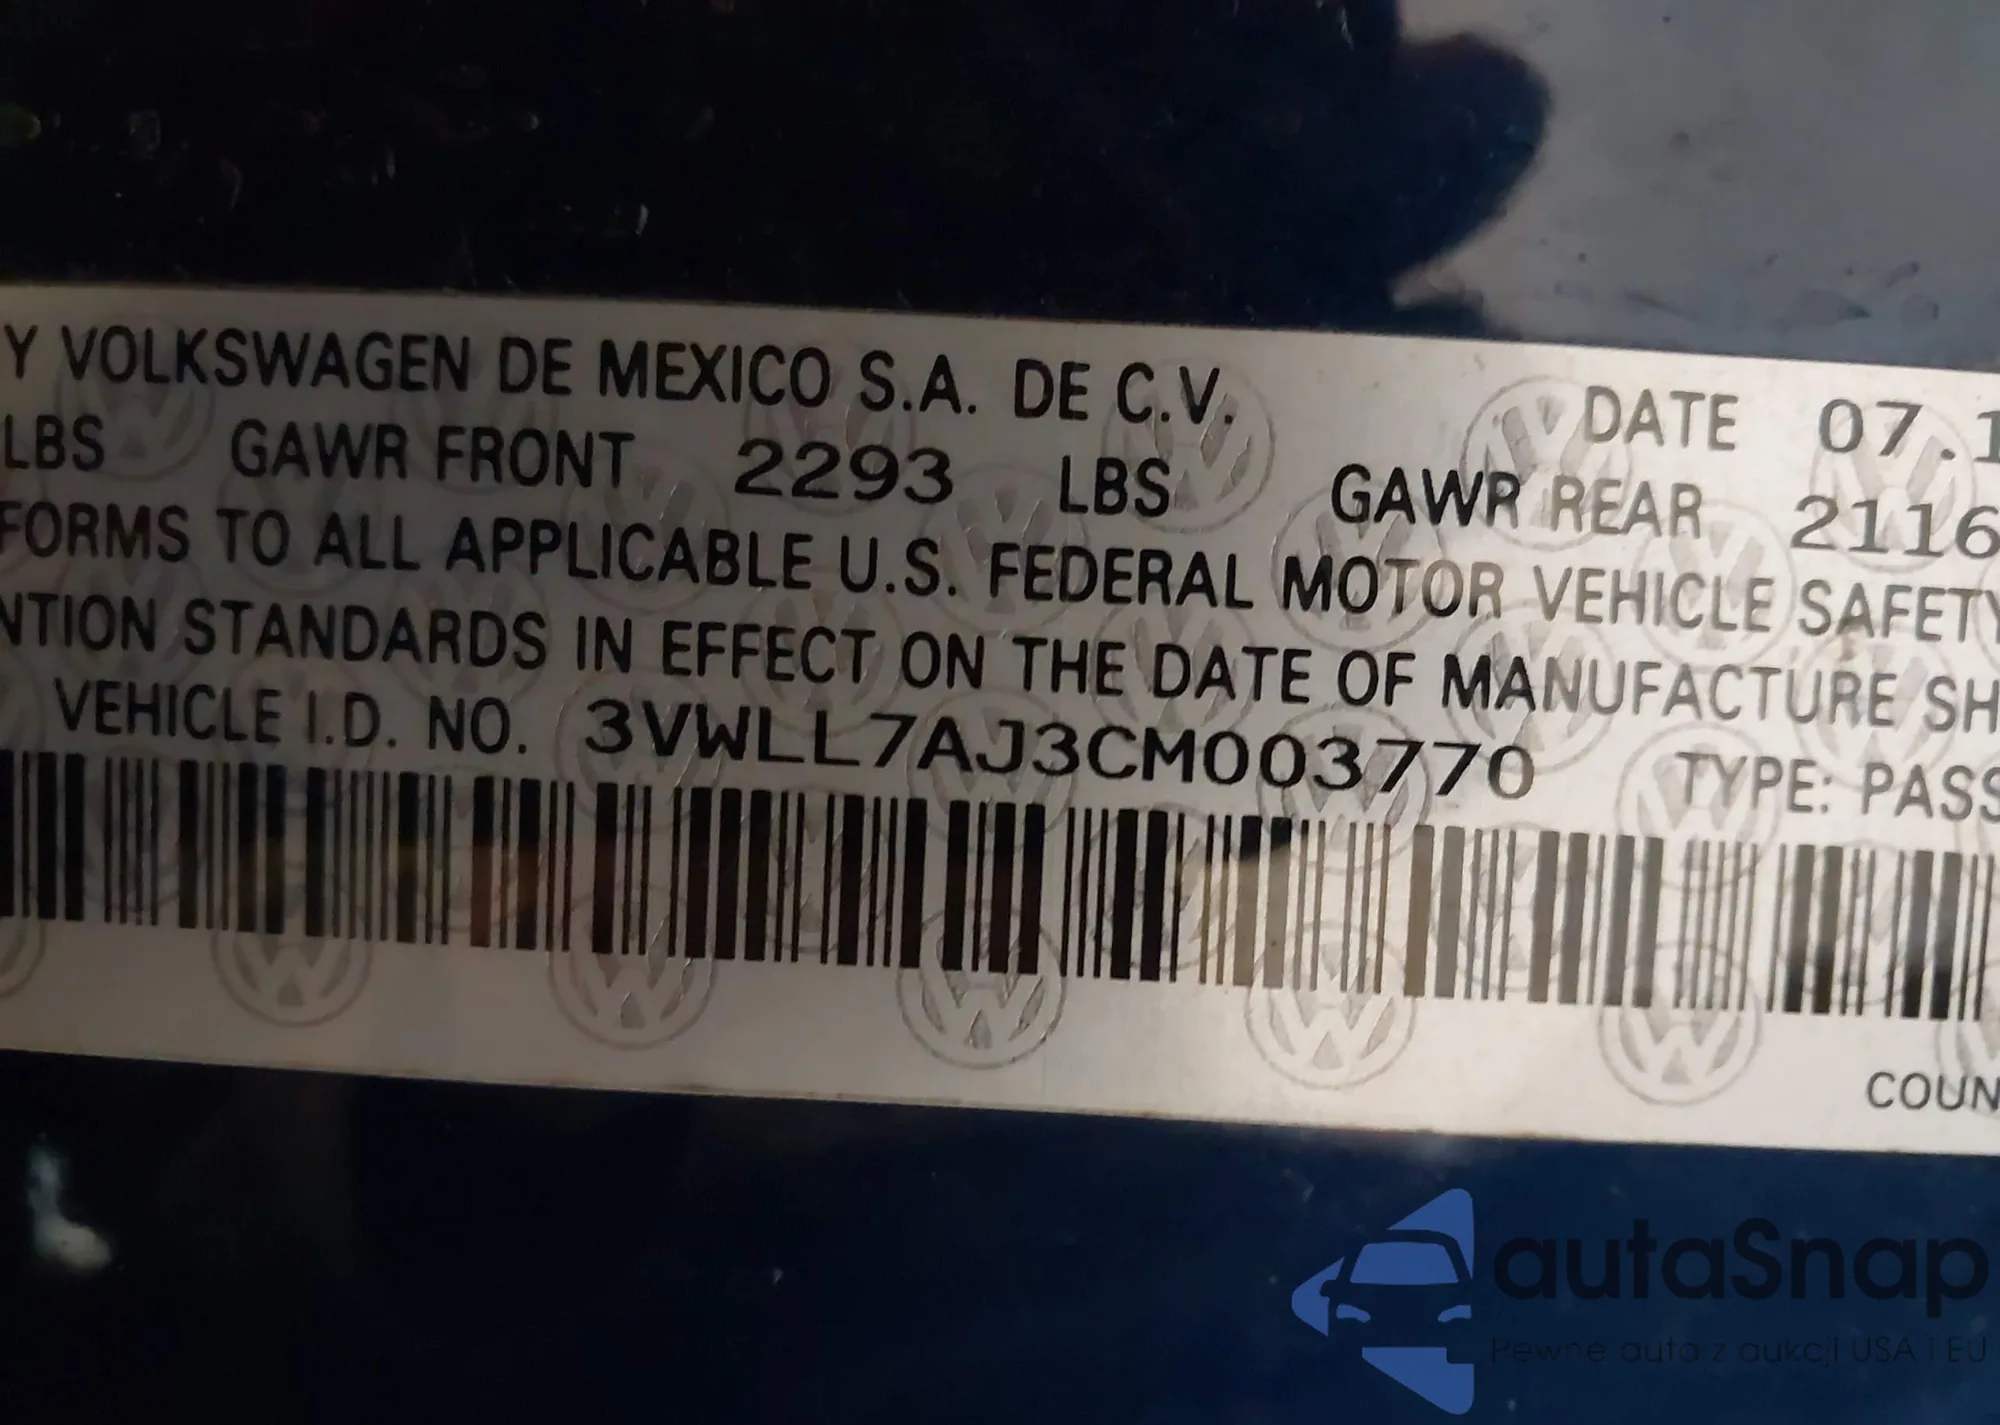 Y VOLKSWAGEN DE MEXICO S.A. DE C.V. DATE 07.1
LBS GAWR FRONT 2293 LBS GAWR REAR 2116
FORMS TO ALL APPLICABLE U.S. FEDERAL MOTOR VEHICLE SAFETY
NTION STANDARDS IN EFFECT ON THE DATE OF MANUFACTURE SH
VEHICLE I.D. NO. 3VWLL7AJ3CM003770 TYPE: PASS
COUN
autaSnap
Pewne auta z aukcji USA i EU